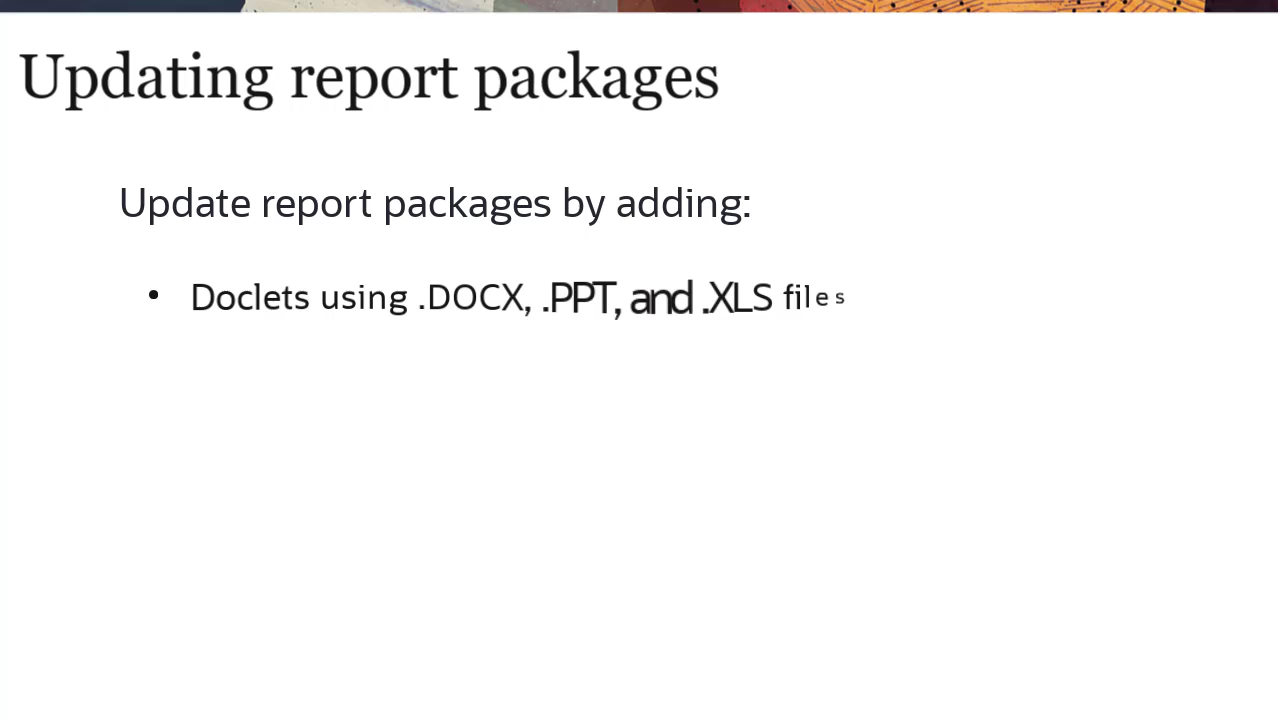 Updating report packages
Update report packages by adding:
• Doclets using .DOCX, .PPT, and .XLS files